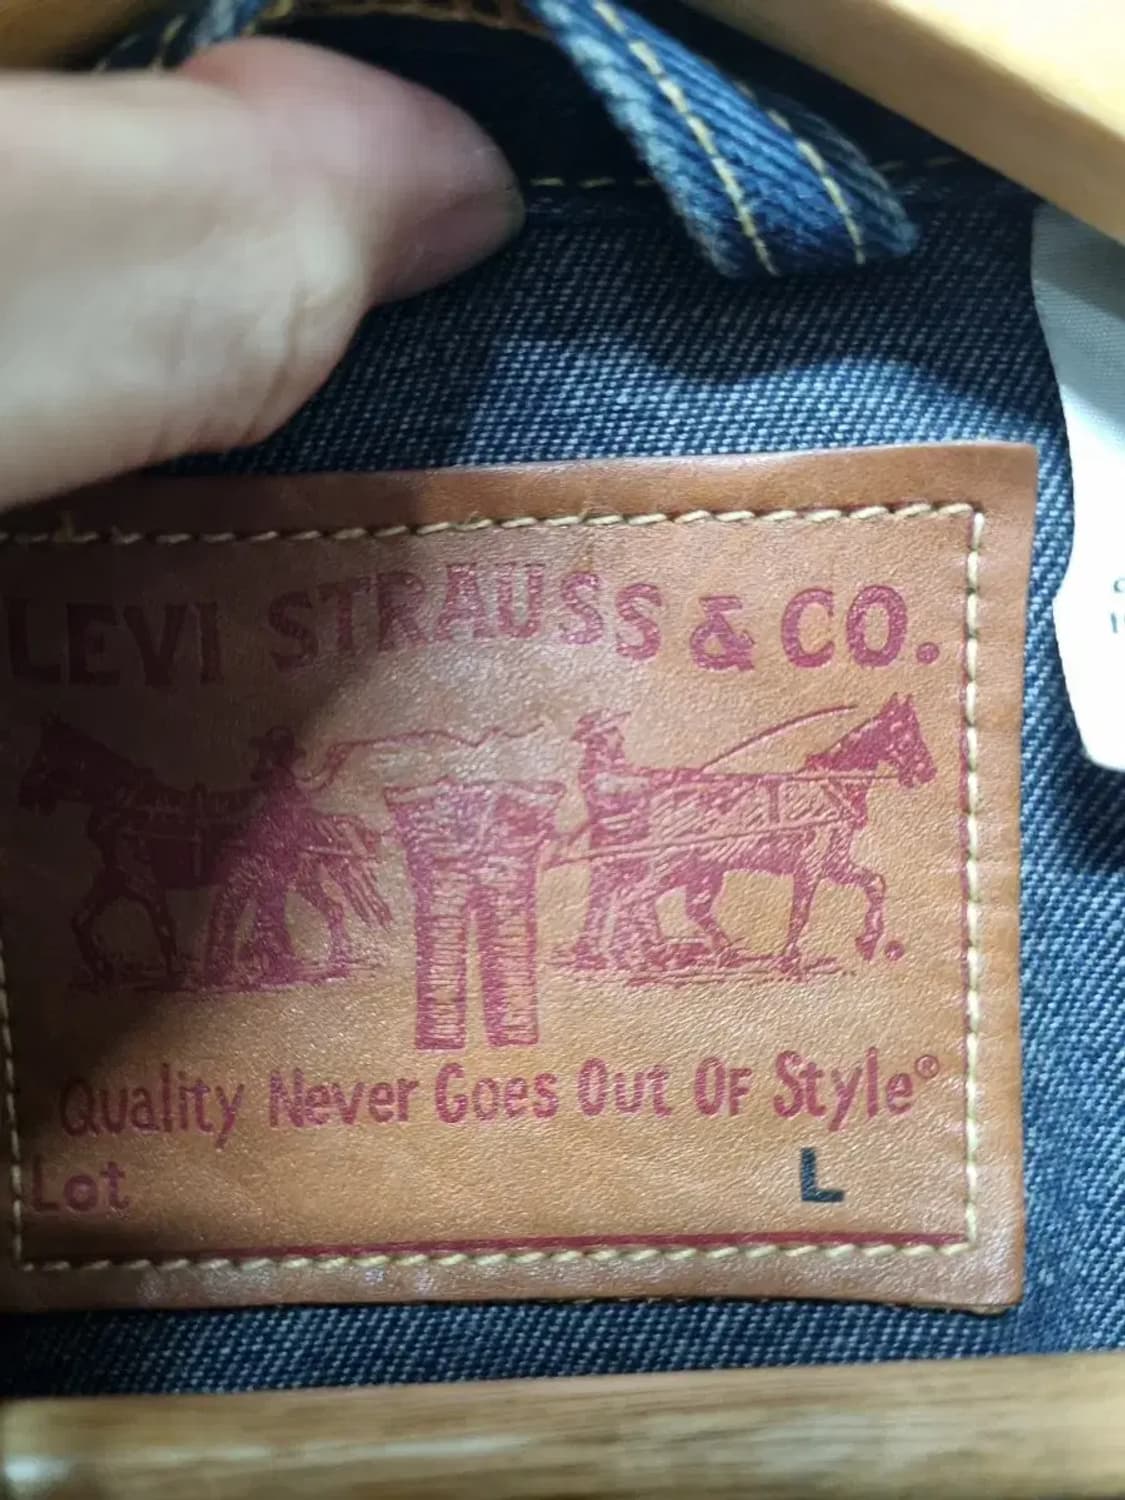 LEVI STRAUSS & CO.
Quality Never Goes Out Of Style®
Lot L